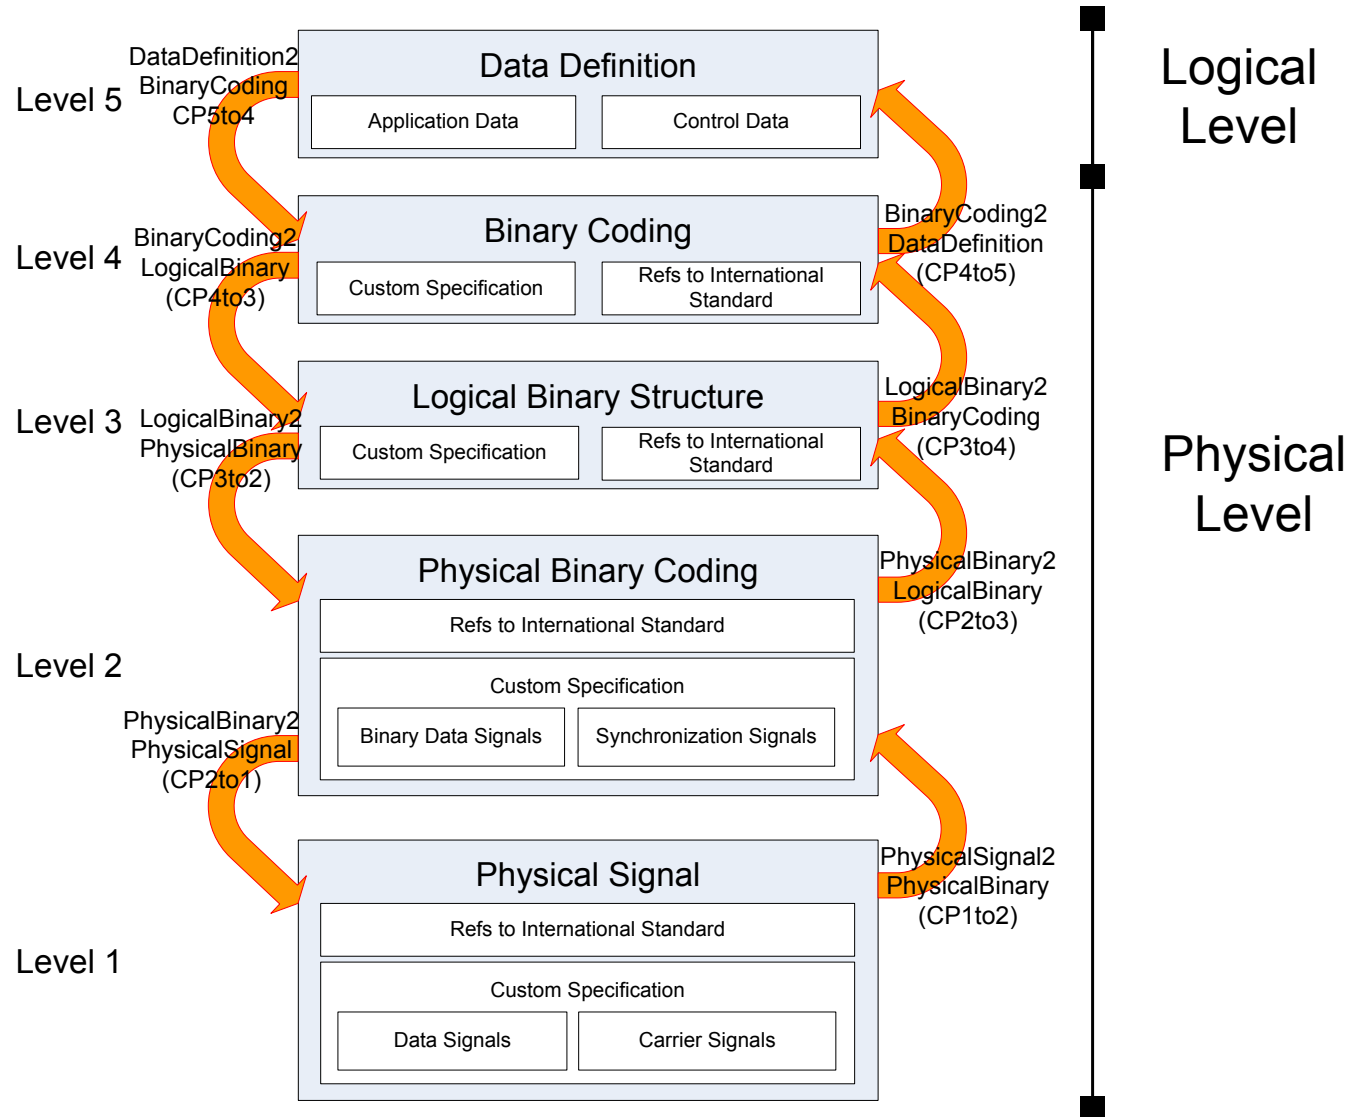 DataDefinition2
BinaryCoding
CP5to4
Level 5
Data Definition
Application Data
Control Data
Logical
Level
BinaryCoding2
LogicalBinary
(CP4to3)
Level 4
Binary Coding
Custom Specification
Refs to International
Standard
BinaryCoding2
DataDefinition
(CP4to5)
Level 3
LogicalBinary2
PhysicalBinary
(CP3to2)
Logical Binary Structure
Custom Specification
Refs to International
Standard
LogicalBinary2
BinaryCoding
(CP3to4)
Physical
Level
Physical Binary Coding
Refs to International Standard
Custom Specification
Binary Data Signals
Synchronization Signals
PhysicalBinary2
LogicalBinary
(CP2to3)
Level 2
PhysicalBinary2
PhysicalSignal
(CP2to1)
Physical Signal
Refs to International Standard
Custom Specification
Data Signals
Carrier Signals
PhysicalSignal2
PhysicalBinary
(CP1to2)
Level 1